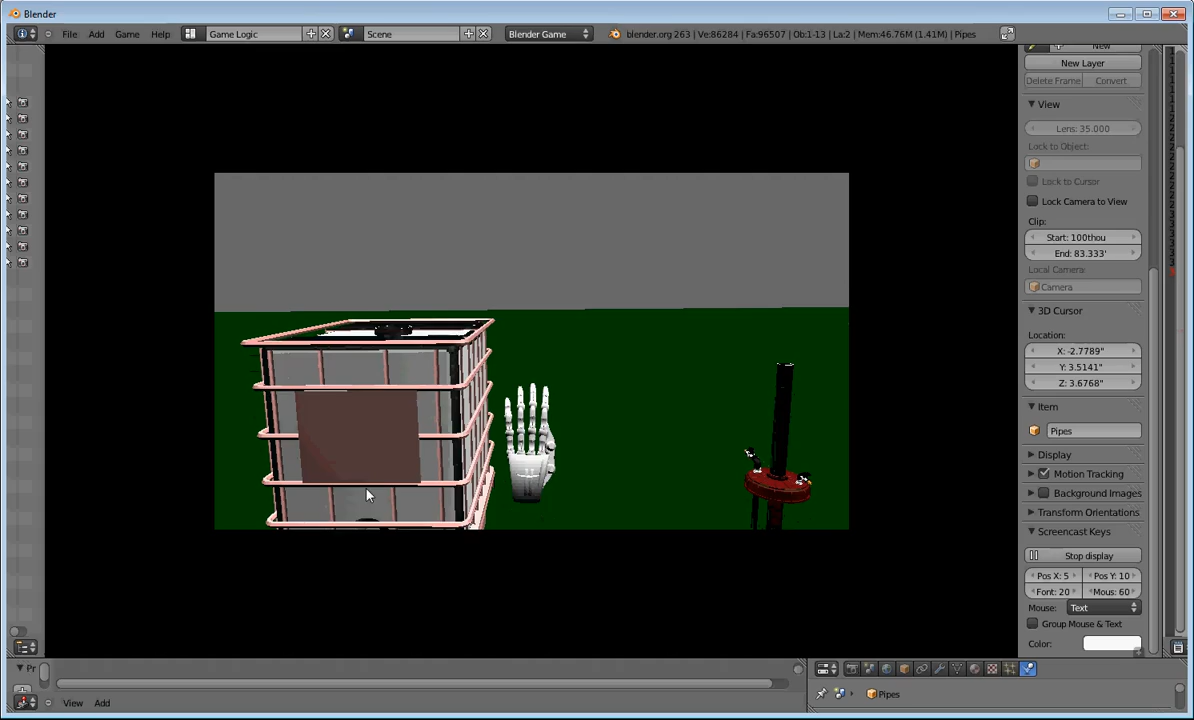 Blender
File Add Game Help Game Logic Scene Blender Game blender.org 263 | Ve:86284 | Fa:96507 | Ob:1-13 | La:2 | Mem:46.76M (1.41M) | Pipes
New
New Layer
Delete Frame Convert
View
Lens: 35.000
Lock to Object:
Lock to Cursor
Lock Camera to View
Clip:
Start: 100thou
End: 83.333'
Local Camera:
Camera
3D Cursor
Location:
X: -2.7789"
Y: 3.5141"
Z: 3.6768"
Item
Pipes
Display
Motion Tracking
Background Images
Transform Orientations
Screencast Keys
Stop display
Pos X: 5 Pos Y: 10
Font: 20 Mous: 60
Mouse: Text
Group Mouse & Text
Color:
Pr
View Add
Pipes